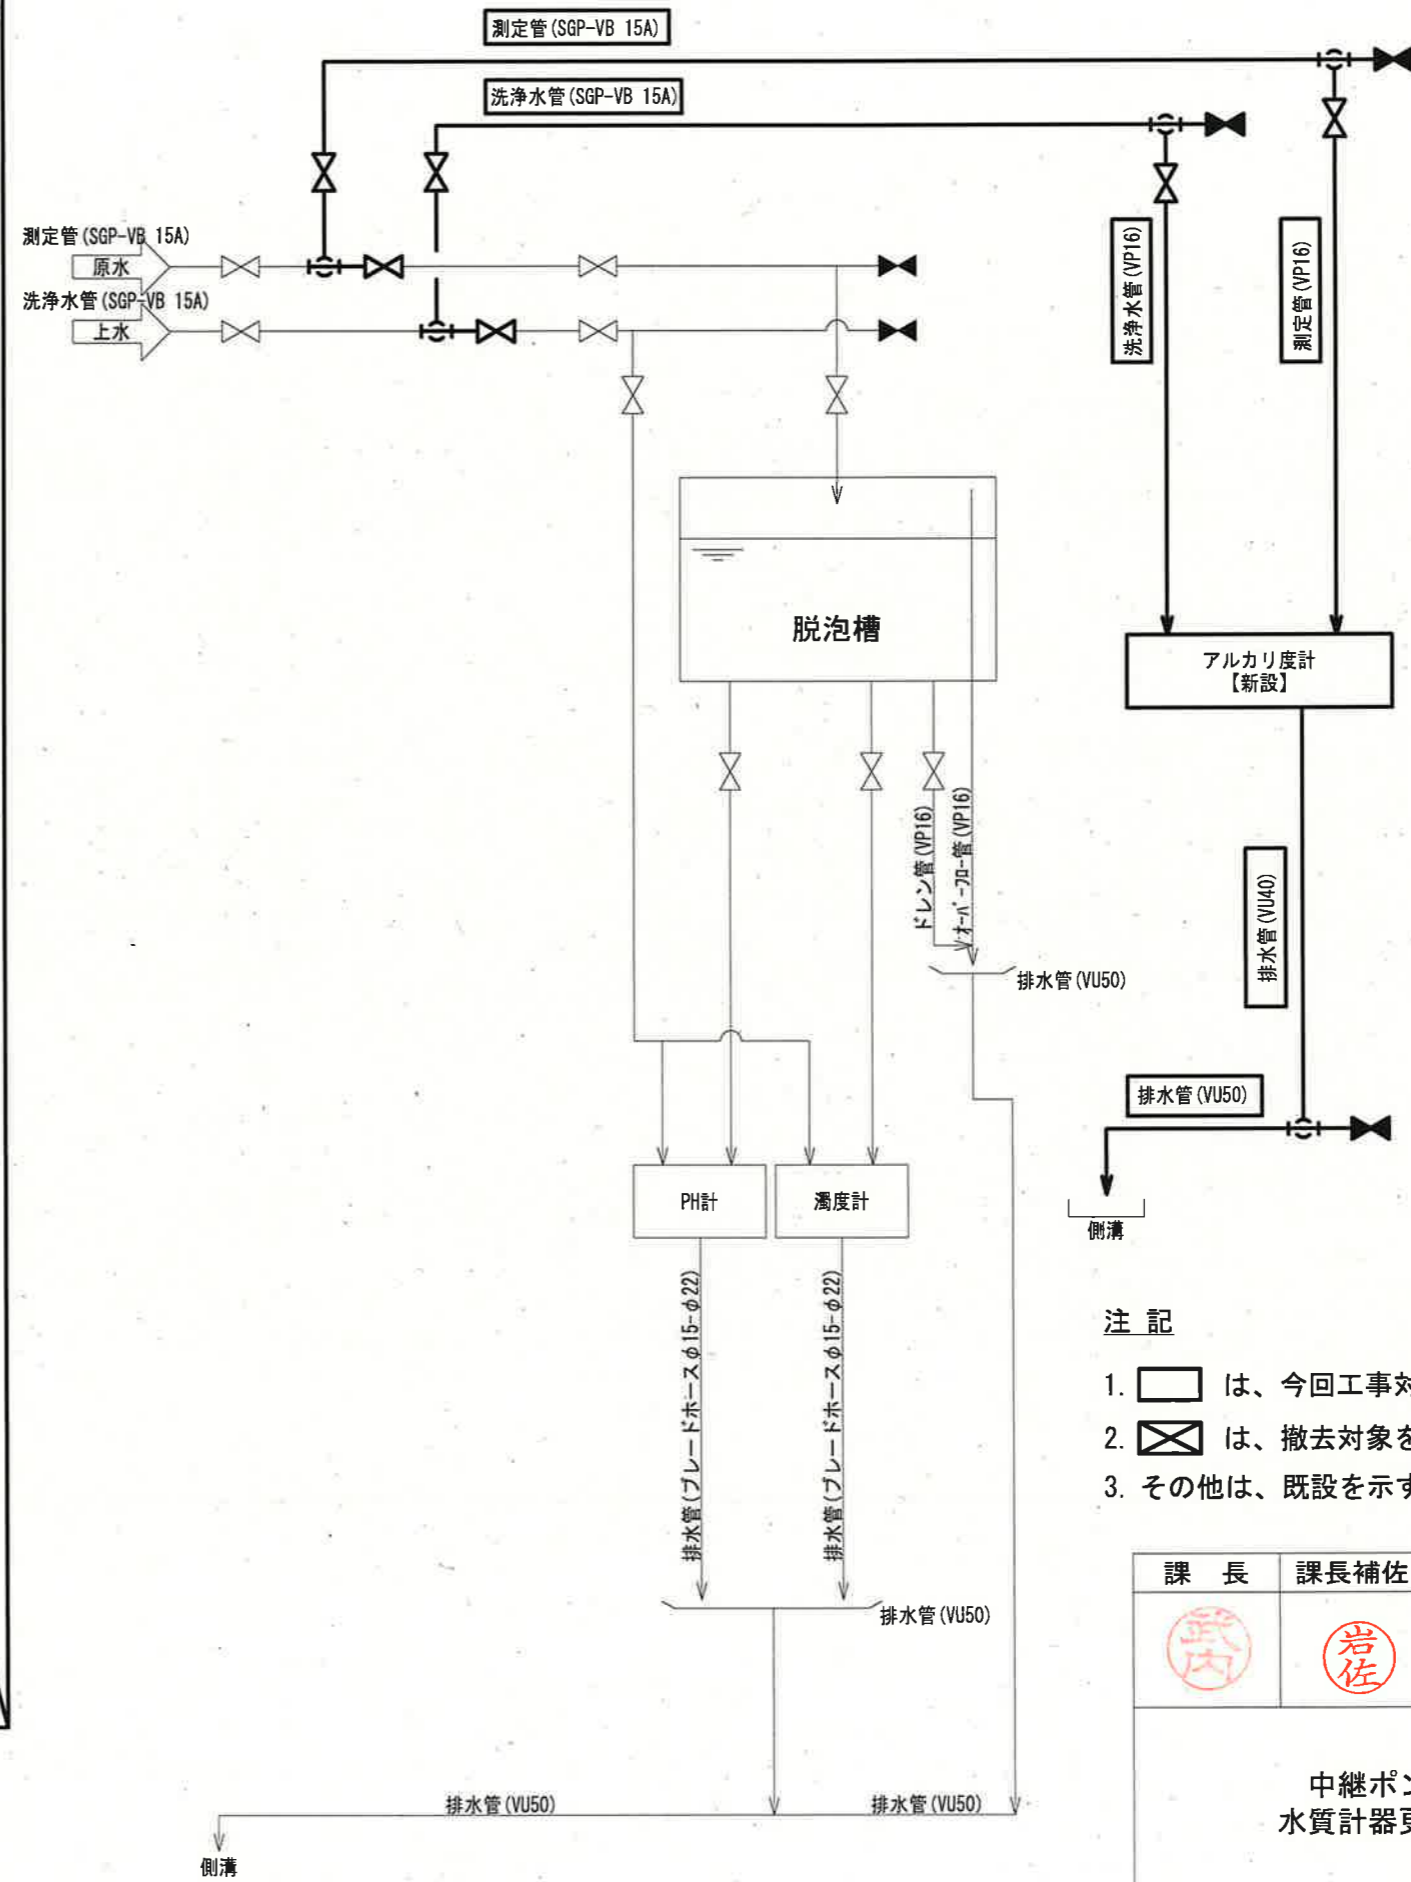 測定管(SGP-VB 15A)
洗浄水管(SGP-VB 15A)
測定管(SGP-VB 15A)
原水
洗浄水管(SGP-VB 15A)
上水
洗浄水管(VP16)
測定管(VP16)
脱泡槽
アルカリ度計
【新設】
ドレン管(VP16)
オーバーフロー管(VP16)
排水管(VU40)
排水管(VU50)
排水管(VU50)
側溝
PH計
濁度計
排水管(ブレードホースφ15-φ22)
排水管(ブレードホースφ15-φ22)
注 記
1. は、今回工事対
2. は、撤去対象を
3. その他は、既設を示す
課 長
課長補佐
武内
岩佐
排水管(VU50)
中継ポン
水質計器更
排水管(VU50)
排水管(VU50)
側溝